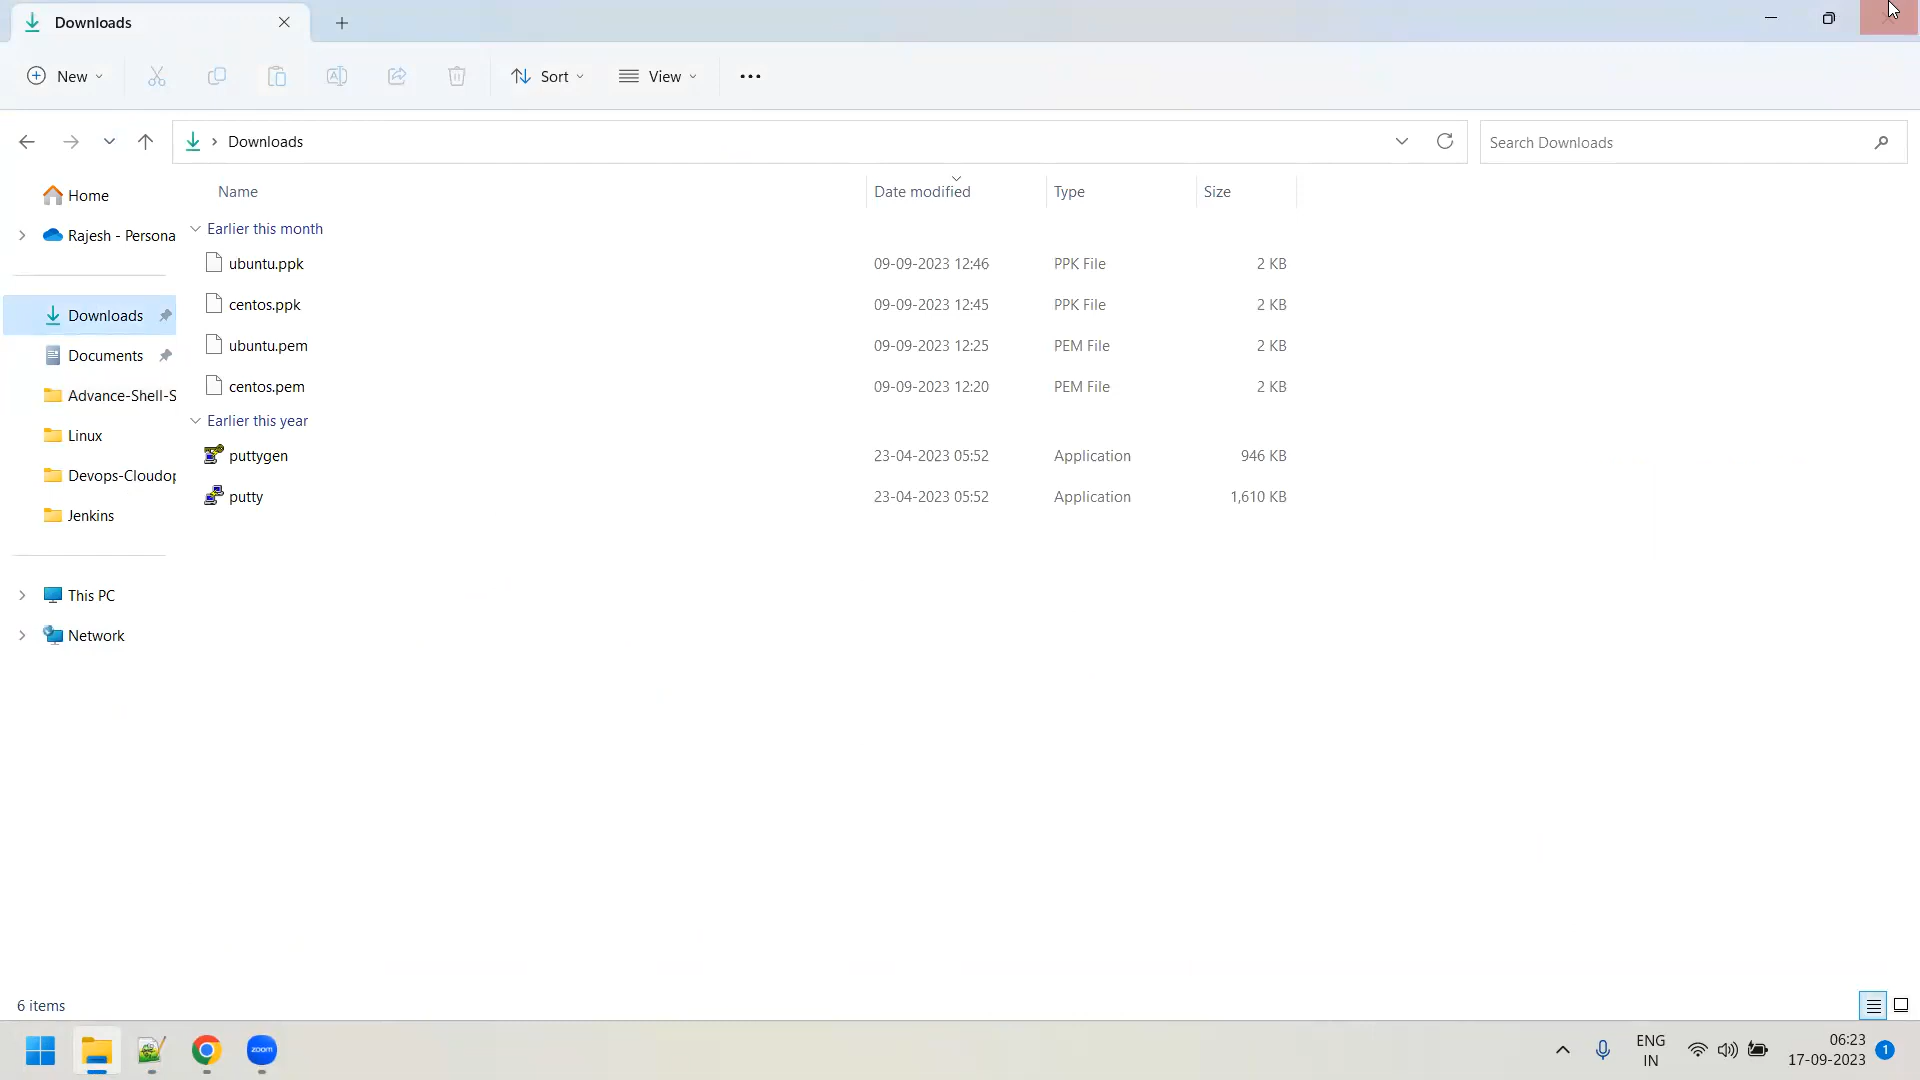 Downloads
New
Sort
View
Downloads
Search Downloads
Home
Rajesh - Persona
Downloads
Documents
Advance-Shell-S
Linux
Devops-Cloudop
Jenkins
This PC
Network
Name Date modified Type Size
Earlier this month
ubuntu.ppk 09-09-2023 12:46 PPK File 2 KB
centos.ppk 09-09-2023 12:45 PPK File 2 KB
ubuntu.pem 09-09-2023 12:25 PEM File 2 KB
centos.pem 09-09-2023 12:20 PEM File 2 KB
Earlier this year
puttygen 23-04-2023 05:52 Application 946 KB
putty 23-04-2023 05:52 Application 1,610 KB
6 items
zoom
ENG
IN
06:23
17-09-2023
1